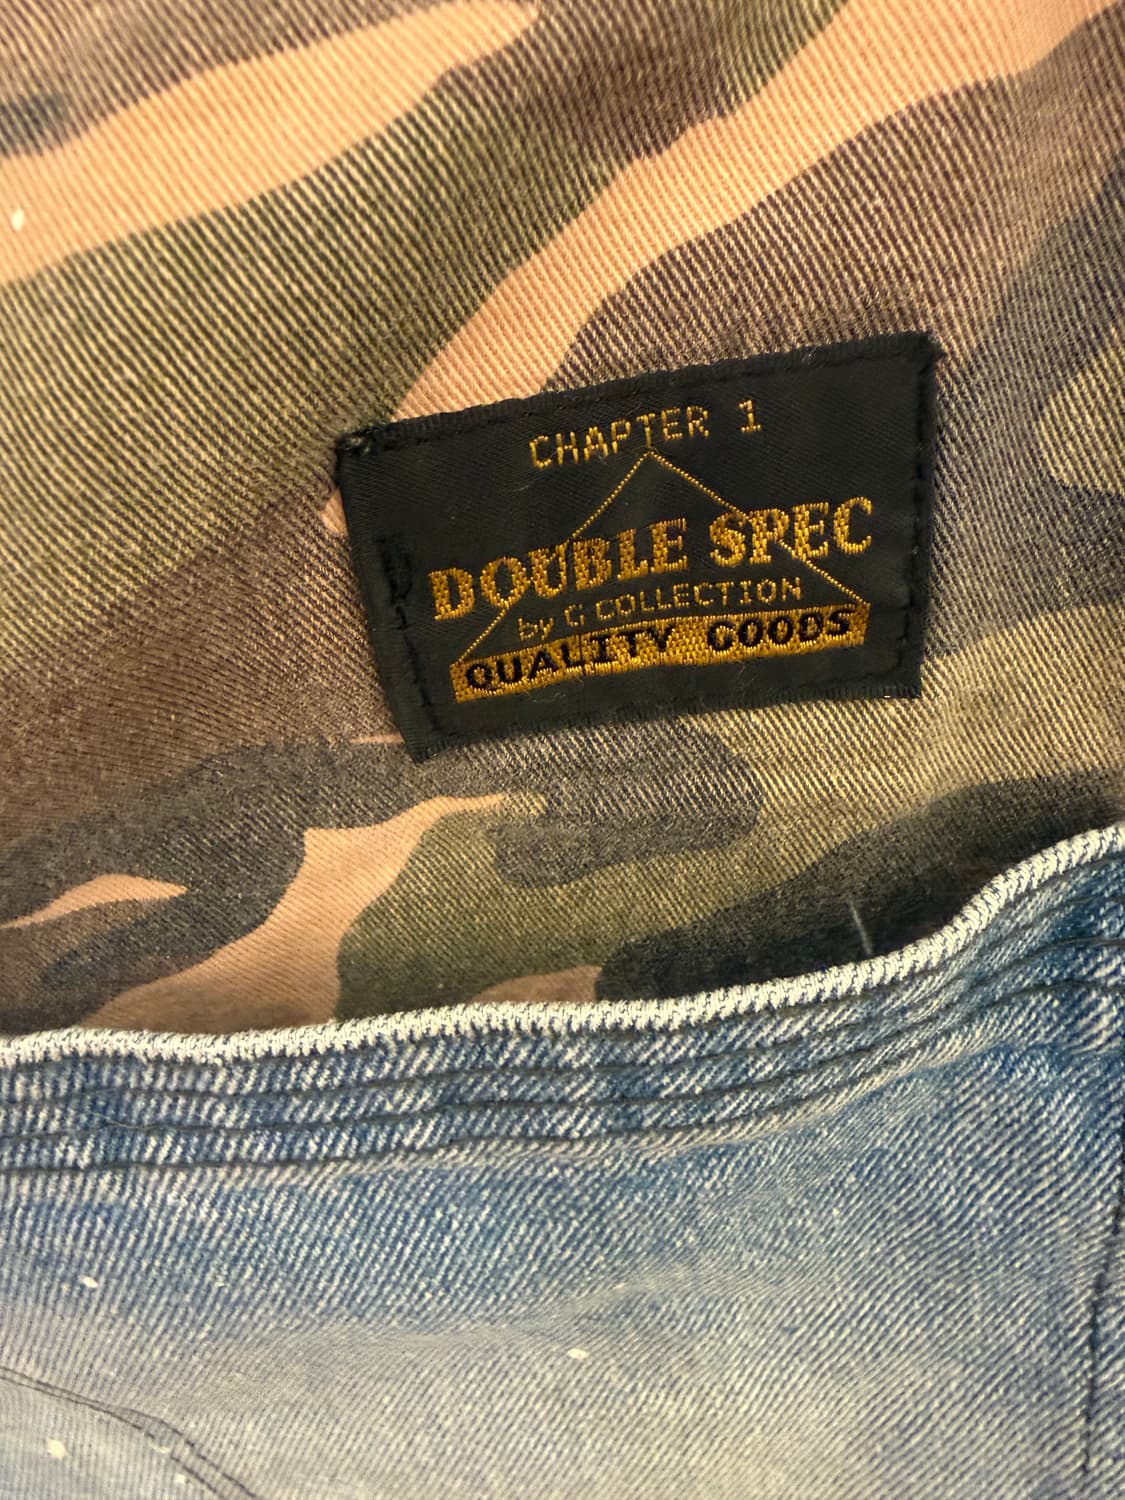 CHAPTER 1
DOUBLE SPEC
by G COLLECTION
QUALITY GOODS